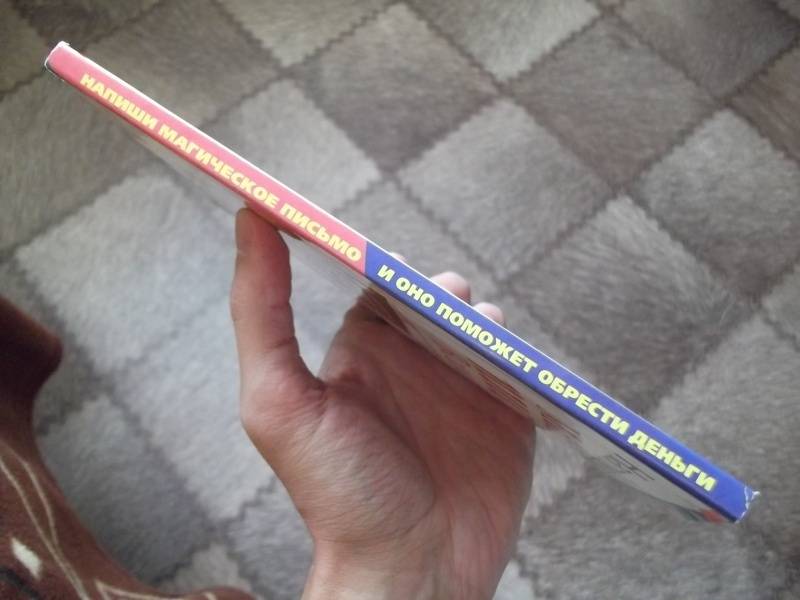 НАПИШИ МАГИЧЕСКОЕ ПИСЬМО И ОНО ПОМОЖЕТ ОБРЕСТИ ДЕНЬГИ